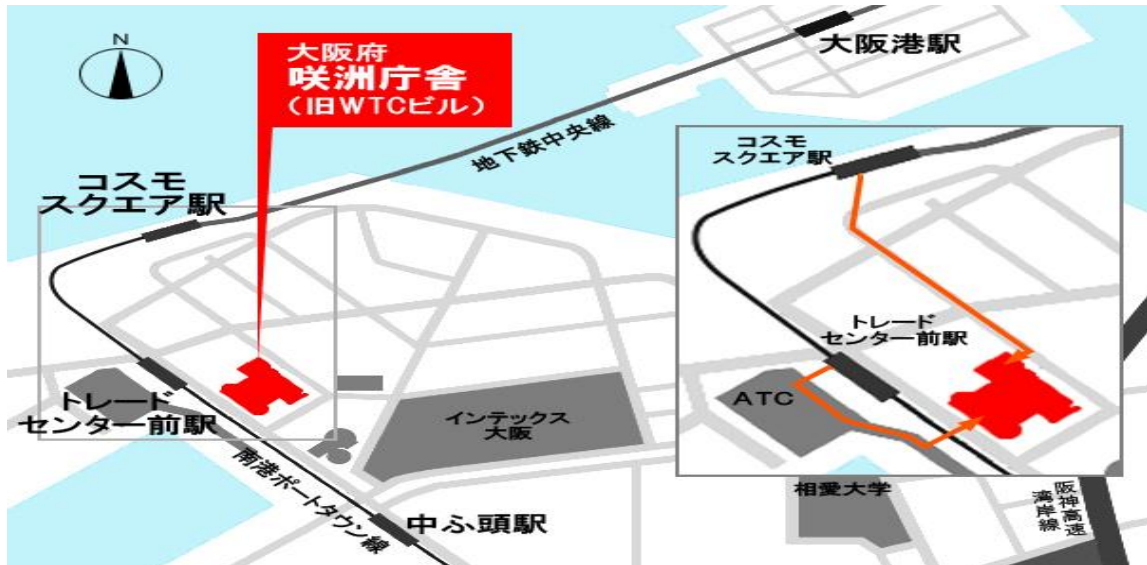 N
大阪府
咲洲庁舎
（旧WTCビル）
大阪港駅
地下鉄中央線
コスモ
スクエア駅
トレード
センター前駅
インテックス
大阪
南港ポートタウン線
中ふ頭駅
コスモ
スクエア駅
トレード
センター前駅
ATC
相愛大学
阪神高速
湾岸線